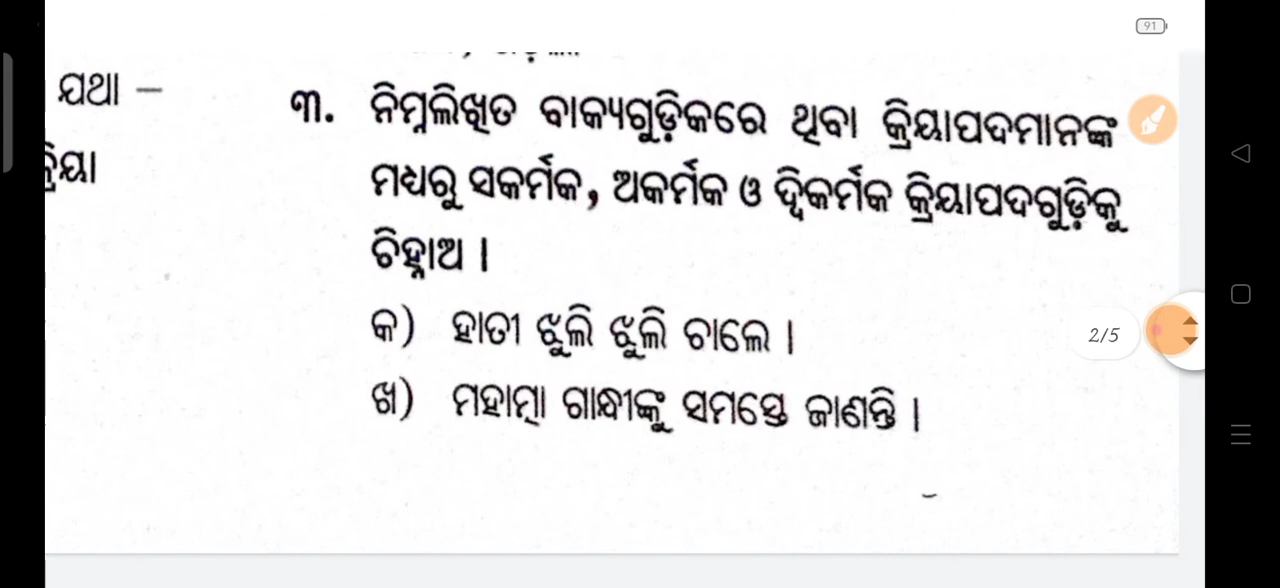 91
ଯଥା –
୩. ନିମ୍ନଲିଖିତ ବାକ୍ୟଗୁଡ଼ିକରେ ଥିବା କ୍ରିୟାପଦମାନଙ୍କ
ମଧ୍ୟରୁ ସକର୍ମକ, ଅକର୍ମକ ଓ ଦ୍ୱିକର୍ମକ କ୍ରିୟାପଦଗୁଡ଼ିକୁ
ଚିହ୍ନାଅ ।
କ) ହାତୀ ଝୁଲି ଝୁଲି ଚାଲେ ।
2/5
ଖ) ମହାତ୍ମା ଗାନ୍ଧୀଙ୍କୁ ସମସ୍ତେ ଜାଣନ୍ତି ।